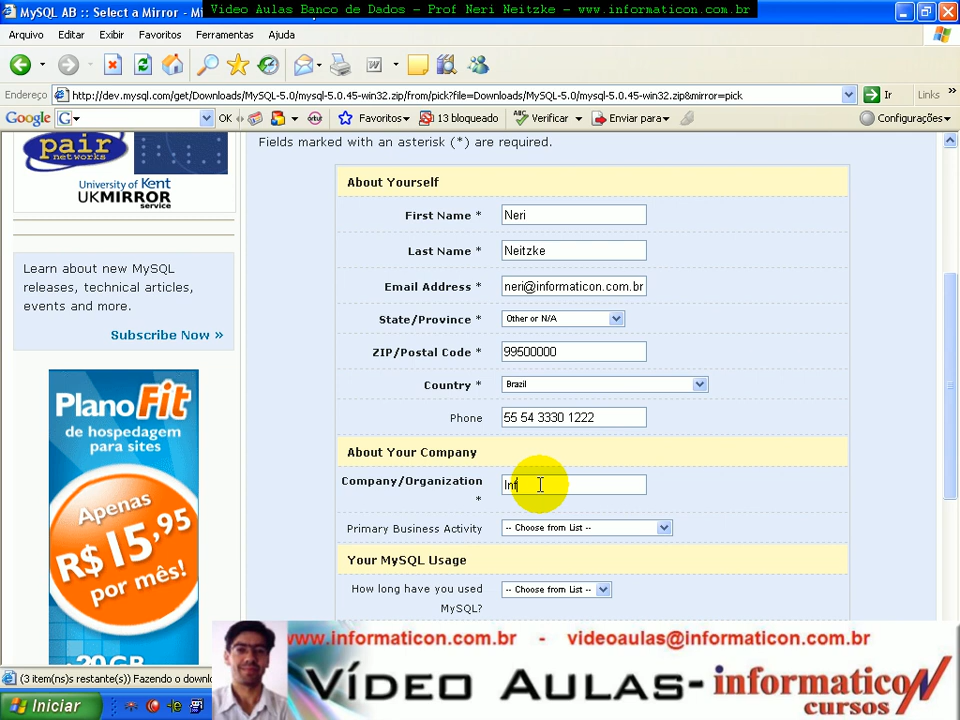 MySQL AB :: Select a Mirror - Mi
Video Aulas Banco de Dados - Prof Neri Neitzke - www.informaticon.com.br
Arquivo Editar Exibir Favoritos Ferramentas Ajuda
Endereço http://dev.mysql.com/get/Downloads/MySQL-5.0/mysql-5.0.45-win32.zip/from/pick?file=Downloads/MySQL-5.0/mysql-5.0.45-win32.zip&mirror=pick Ir Links »
Google G OK Favoritos 13 bloqueado ABC Verificar Enviar para Configurações
pair
NETWORKS
Fields marked with an asterisk (*) are required.
University of Kent
UKMIRROR
service
About Yourself
First Name * Neri
Last Name * Neitzke
Email Address * neri@informaticon.com.br
State/Province * Other or N/A
ZIP/Postal Code * 99500000
Country * Brazil
Phone 55 54 3330 1222
About Your Company
Company/Organization * Inf
Primary Business Activity -- Choose from List --
Your MySQL Usage
How long have you used MySQL? -- Choose from List --
Learn about new MySQL
releases, technical articles,
events and more.
Subscribe Now »
Plano Fit
de hospedagem
para sites
Apenas
R$15,95
por mês!
+20GB
www.informaticon.com.br - videoaulas@informaticon.com.br
VÍDEO AULAS - informaticoN
cursos
(3 item(ns) restante(s)) Fazendo o downl
Iniciar